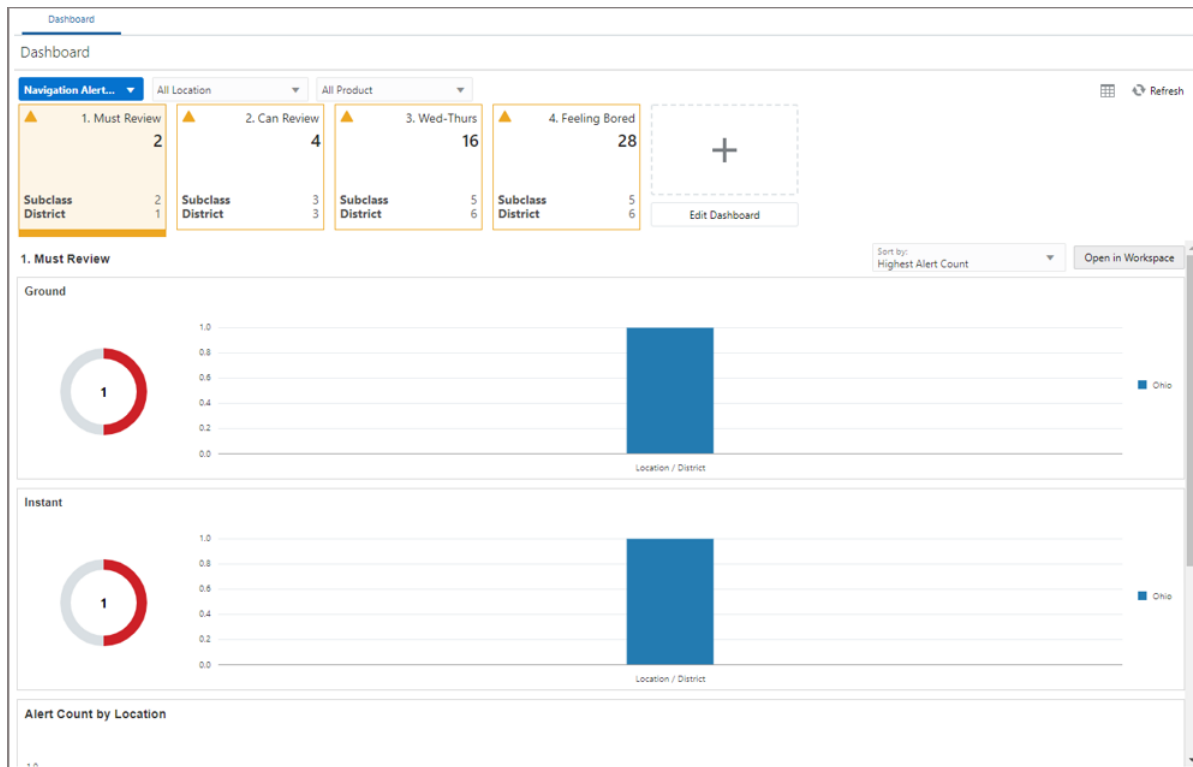 Dashboard
Dashboard
Navigation Alert...
All Location
All Product
Refresh
1. Must Review
2
Subclass 2
District 1
2. Can Review
4
Subclass 3
District 3
3. Wed-Thurs
16
Subclass 5
District 6
4. Feeling Bored
28
Subclass 5
District 6
+
Edit Dashboard
1. Must Review
Sort by:
Highest Alert Count
Open in Workspace
Ground
1
1.0
0.8
0.6
0.4
0.2
0.0
Location / District
Ohio
Instant
1
1.0
0.8
0.6
0.4
0.2
0.0
Location / District
Ohio
Alert Count by Location
1.0